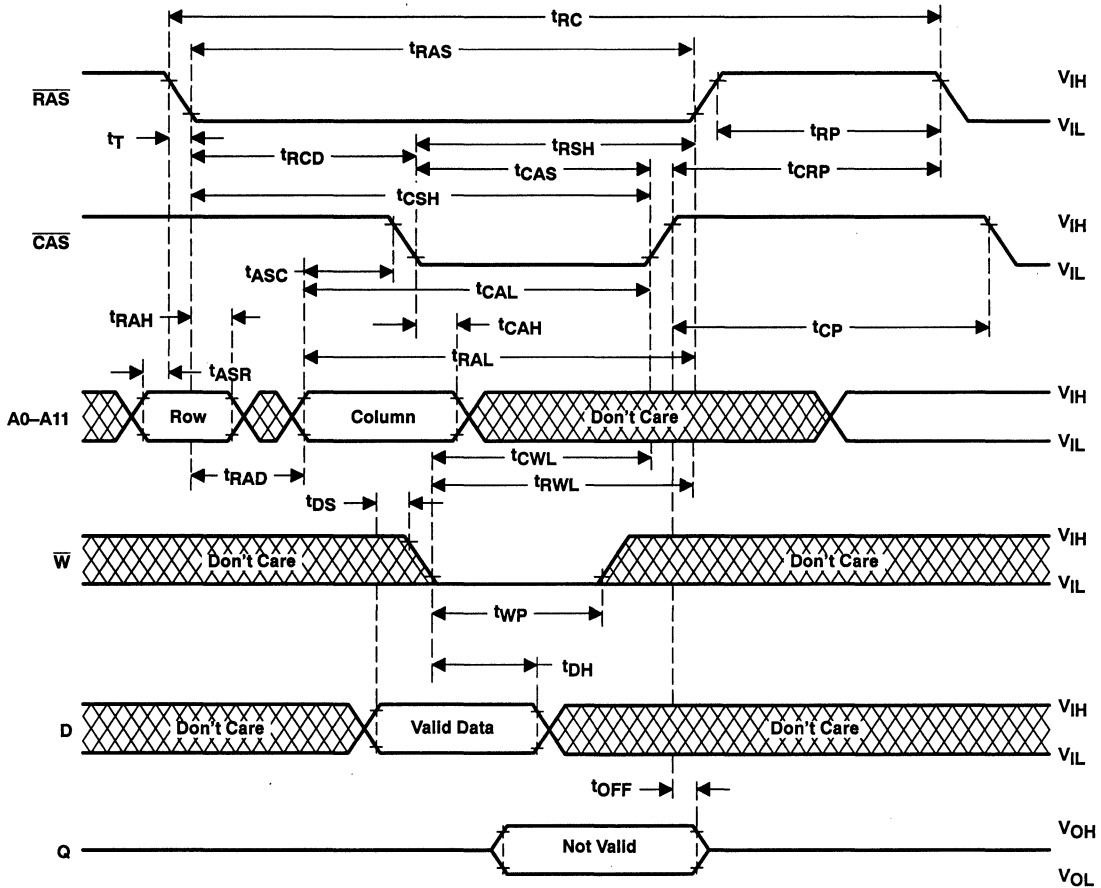 tRC
tRAS
RAS
VIH
VIL
tT
tRP
tRSH
tRCD
tCAS
tCRP
tCSH
CAS
VIH
VIL
tASC
tCAL
tRAH
tCAH
tCP
tRAL
tASR
A0–A11
Row
Column
Don't Care
VIH
VIL
tCWL
tRAD
tRWL
tDS
W
Don't Care
Don't Care
VIH
VIL
tWP
tDH
D
Don't Care
Valid Data
Don't Care
VIH
VIL
tOFF
Q
Not Valid
VOH
VOL